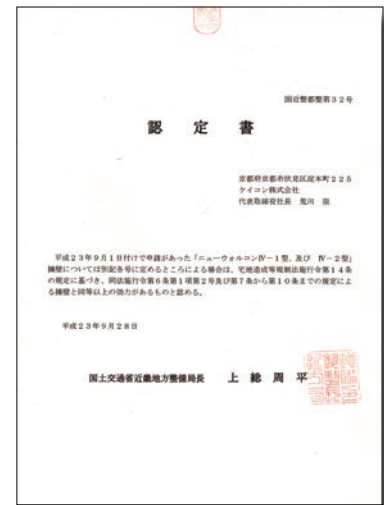 国近整都整第32号
認定書
京都府京都市伏見区淀本町225
ケイコン株式会社
代表取締役社長 荒川 崇
平成23年9月1日付けで申請があった「ニューウォルコンⅣ-1型、及び Ⅳ-2型」
擁壁については別記各号に定めるところによる場合は、宅地造成等規制法施行令第14条
の規定に基づき、同法施行令第6条第1項第2号及び第7条から第10条までの規定によ
る擁壁と同等以上の効力があるものと認める。
平成23年9月28日
国土交通省近畿地方整備局長 上総 周平